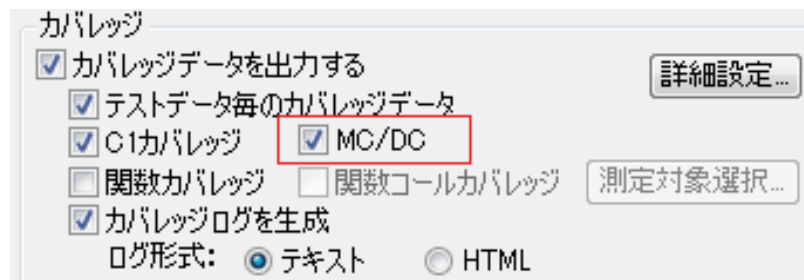 カバレッジ
カバレッジデータを出力する 詳細設定...
テストデータ毎のカバレッジデータ
C1カバレッジ MC/DC
関数カバレッジ 関数コールカバレッジ 測定対象選択...
カバレッジログを生成
ログ形式: テキスト HTML